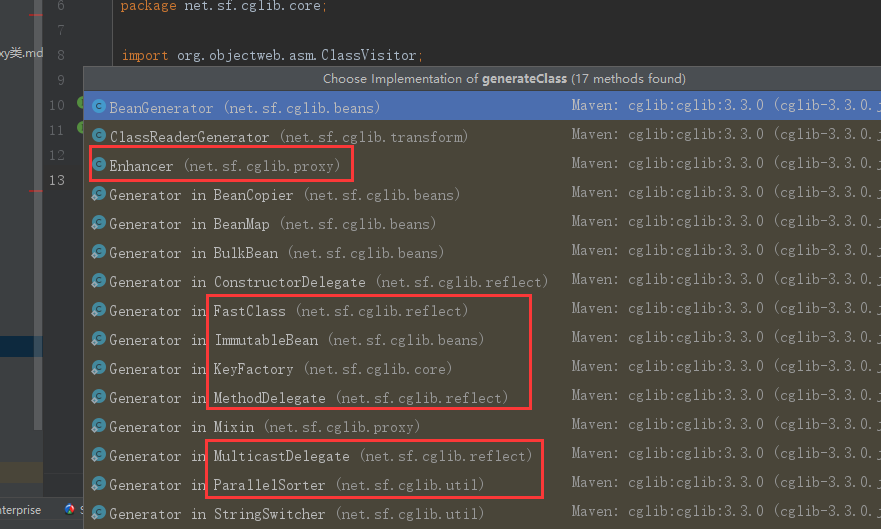 6 package net.sf.cglib.core;
7
xy类.md
8 import org.objectweb.asm.ClassVisitor;
9 Choose Implementation of generateClass (17 methods found)
10 BeanGenerator (net.sf.cglib.beans) Maven: cglib:cglib:3.3.0 (cglib-3.3.0.j
11 ClassReaderGenerator (net.sf.cglib.transform) Maven: cglib:cglib:3.3.0 (cglib-3.3.0.j
12 Enhancer (net.sf.cglib.proxy) Maven: cglib:cglib:3.3.0 (cglib-3.3.0.j
13 Generator in BeanCopier (net.sf.cglib.beans) Maven: cglib:cglib:3.3.0 (cglib-3.3.0.j
Generator in BeanMap (net.sf.cglib.beans) Maven: cglib:cglib:3.3.0 (cglib-3.3.0.j
Generator in BulkBean (net.sf.cglib.beans) Maven: cglib:cglib:3.3.0 (cglib-3.3.0.j
Generator in ConstructorDelegate (net.sf.cglib.reflect) Maven: cglib:cglib:3.3.0 (cglib-3.3.0.j
Generator in FastClass (net.sf.cglib.reflect) Maven: cglib:cglib:3.3.0 (cglib-3.3.0.j
Generator in ImmutableBean (net.sf.cglib.beans) Maven: cglib:cglib:3.3.0 (cglib-3.3.0.j
Generator in KeyFactory (net.sf.cglib.core) Maven: cglib:cglib:3.3.0 (cglib-3.3.0.j
Generator in MethodDelegate (net.sf.cglib.reflect) Maven: cglib:cglib:3.3.0 (cglib-3.3.0.j
Generator in Mixin (net.sf.cglib.proxy) Maven: cglib:cglib:3.3.0 (cglib-3.3.0.j
Generator in MulticastDelegate (net.sf.cglib.reflect) Maven: cglib:cglib:3.3.0 (cglib-3.3.0.j
Generator in ParallelSorter (net.sf.cglib.util) Maven: cglib:cglib:3.3.0 (cglib-3.3.0.j
nterprise Generator in StringSwitcher (net.sf.cglib.util) Maven: cglib:cglib:3.3.0 (cglib-3.3.0.j